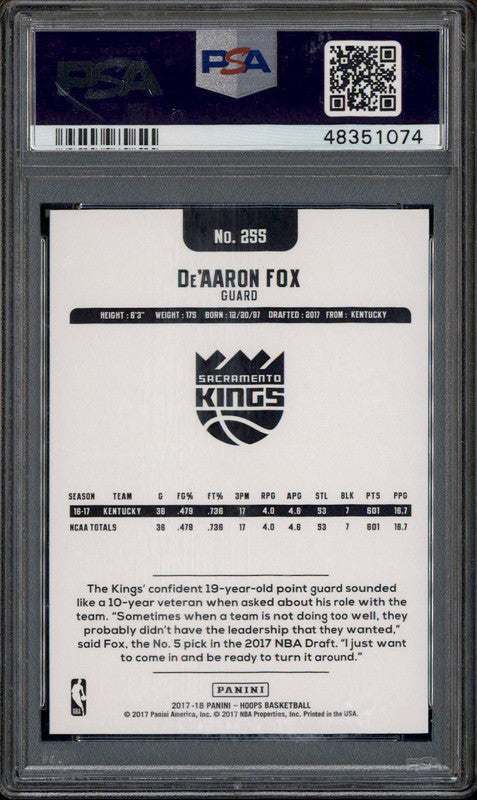 PSA
PSA
48351074
No. 255
De'Aaron Fox
GUARD
HEIGHT : 6'3" WEIGHT : 175 BORN : 12/20/97 DRAFTED : 2017 FROM : KENTUCKY
SACRAMENTO
KINGS
SEASON TEAM G FG% FT% 3PM RPG APG STL BLK PTS PPG
16-17 KENTUCKY 36 .479 .736 17 4.0 4.6 53 7 601 16.7
NCAA TOTALS 36 .479 .736 17 4.0 4.6 53 7 601 16.7
The Kings' confident 19-year-old point guard sounded
like a 10-year veteran when asked about his role with the
team. "Sometimes when a team is not doing too well, they
probably didn't have the leadership that they wanted,"
said Fox, the No. 5 pick in the 2017 NBA Draft. "I just want
to come in and be ready to turn it around."
PANINI
2017-18 PANINI – HOOPS BASKETBALL
© 2017 Panini America, Inc. © 2017 NBA Properties, Inc. Printed in the USA.
PSA